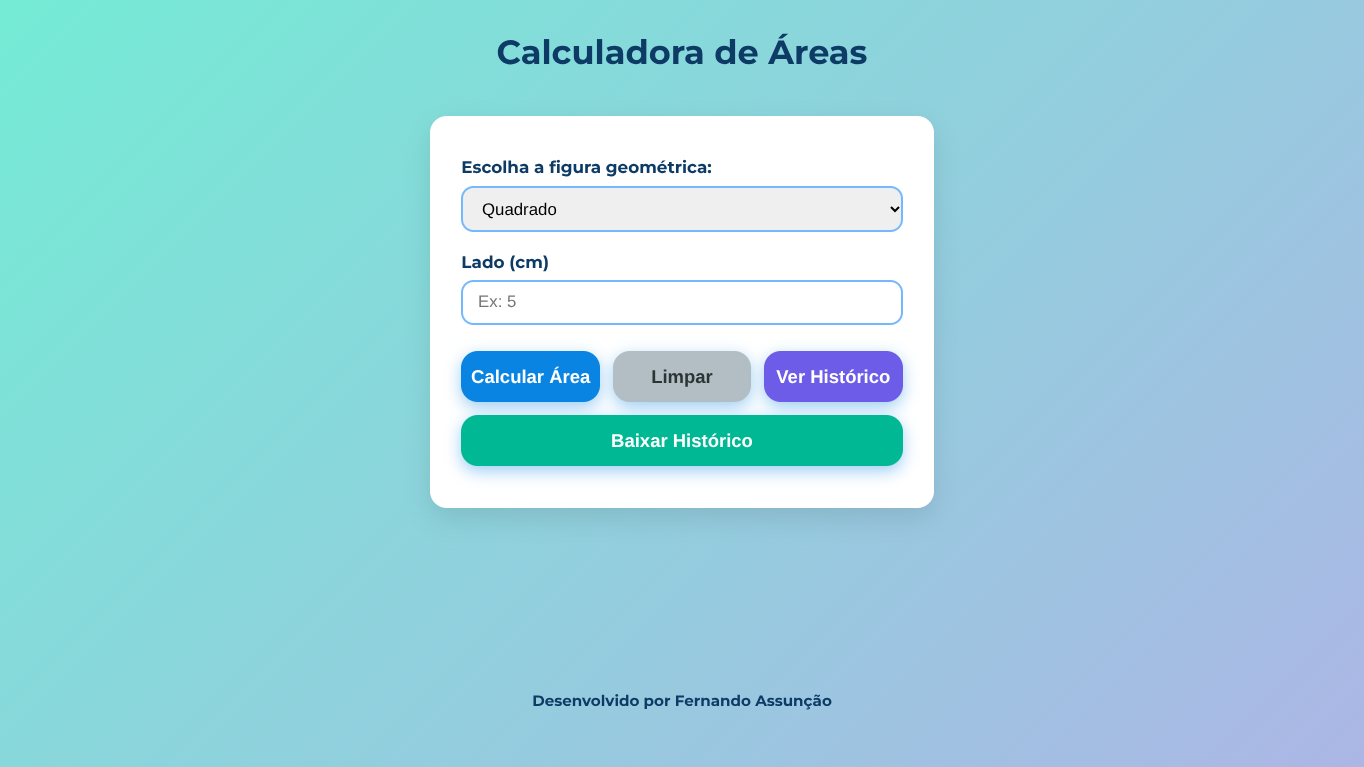 Calculadora de Áreas
Escolha a figura geométrica:
Quadrado
Lado (cm)
Ex: 5
Calcular Área
Limpar
Ver Histórico
Baixar Histórico
Desenvolvido por Fernando Assunção